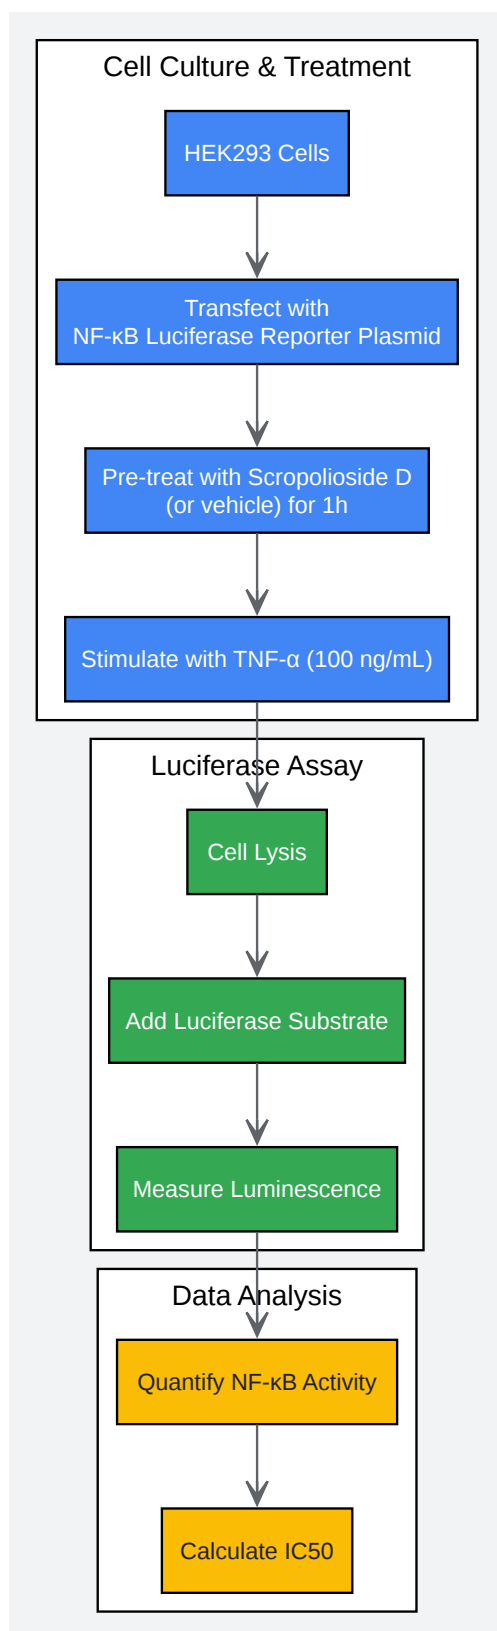 Cell Culture & Treatment
HEK293 Cells
Transfect with
NF-κB Luciferase Reporter Plasmid
Pre-treat with Scropolioside D
(or vehicle) for 1h
Stimulate with TNF-α (100 ng/mL)
Luciferase Assay
Cell Lysis
Add Luciferase Substrate
Measure Luminescence
Data Analysis
Quantify NF-κB Activity
Calculate IC50